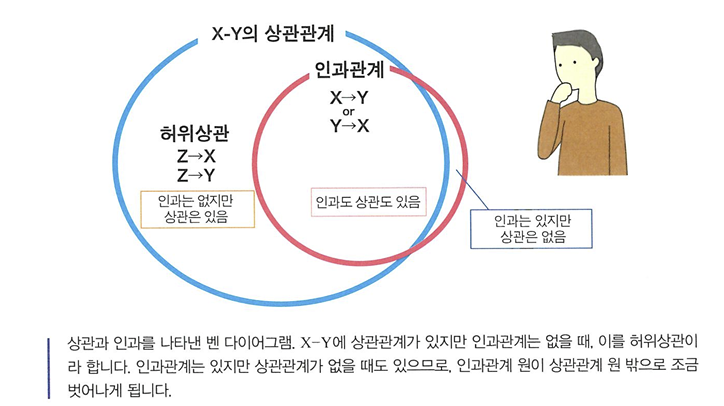 X-Y의 상관관계
인과관계
X→Y
or
Y→X
허위상관
Z→X
Z→Y
인과는 없지만
상관은 있음
인과도 상관도 있음
인과는 있지만
상관은 없음
상관과 인과를 나타낸 벤 다이어그램. X-Y에 상관관계가 있지만 인과관계는 없을 때, 이를 허위상관이
라 합니다. 인과관계는 있지만 상관관계가 없을 때도 있으므로, 인과관계 원이 상관관계 원 밖으로 조금
벗어나게 됩니다.